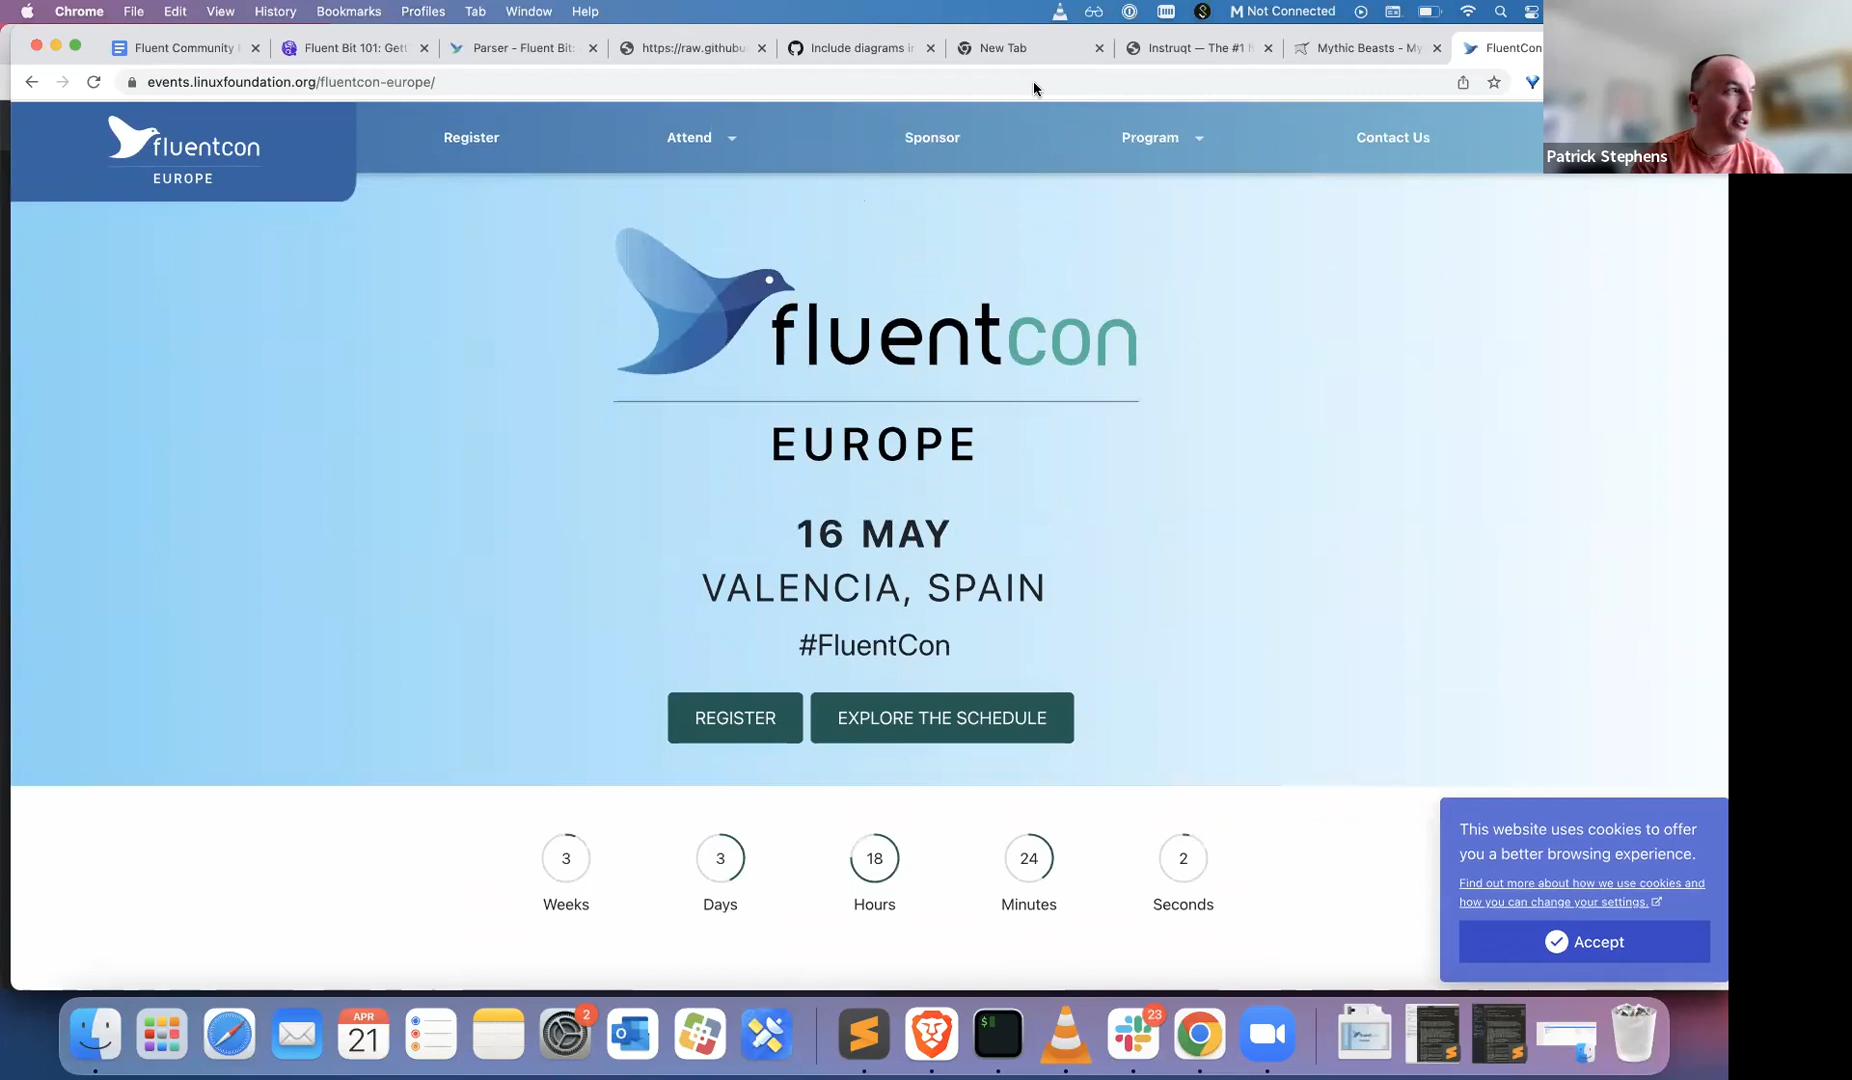 Chrome File Edit View History Bookmarks Profiles Tab Window Help Not Connected
Fluent Community Fluent Bit 101: Gett Parser - Fluent Bit: https://raw.githubu Include diagrams i New Tab Instruqt — The #1 Mythic Beasts - My FluentCon
events.linuxfoundation.org/fluentcon-europe/
fluentcon
EUROPE
Register Attend Sponsor Program Contact Us
Patrick Stephens
fluentcon
EUROPE
16 MAY
VALENCIA, SPAIN
#FluentCon
REGISTER EXPLORE THE SCHEDULE
3 3 18 24 2
Weeks Days Hours Minutes Seconds
This website uses cookies to offer
you a better browsing experience.
Find out more about how we use cookies and
how you can change your settings.
Accept
APR
21
2
23
$